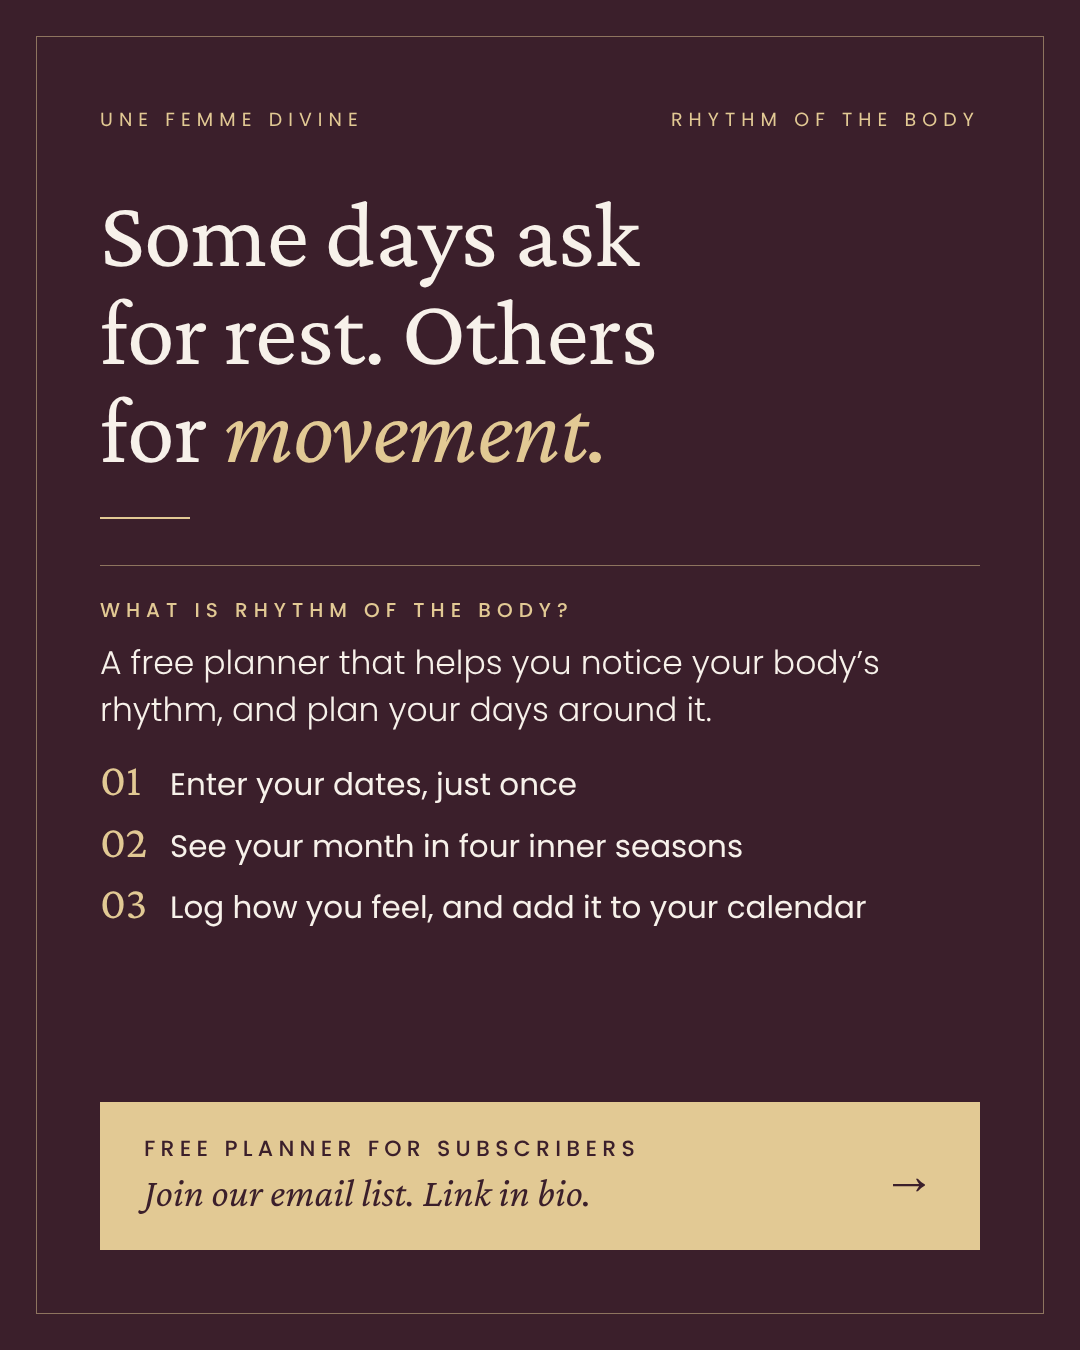 UNE FEMME DIVINE
RHYTHM OF THE BODY
Some days ask
for rest. Others
for movement.
WHAT IS RHYTHM OF THE BODY?
A free planner that helps you notice your body’s
rhythm, and plan your days around it.
01 Enter your dates, just once
02 See your month in four inner seasons
03 Log how you feel, and add it to your calendar
FREE PLANNER FOR SUBSCRIBERS
Join our email list. Link in bio.
→